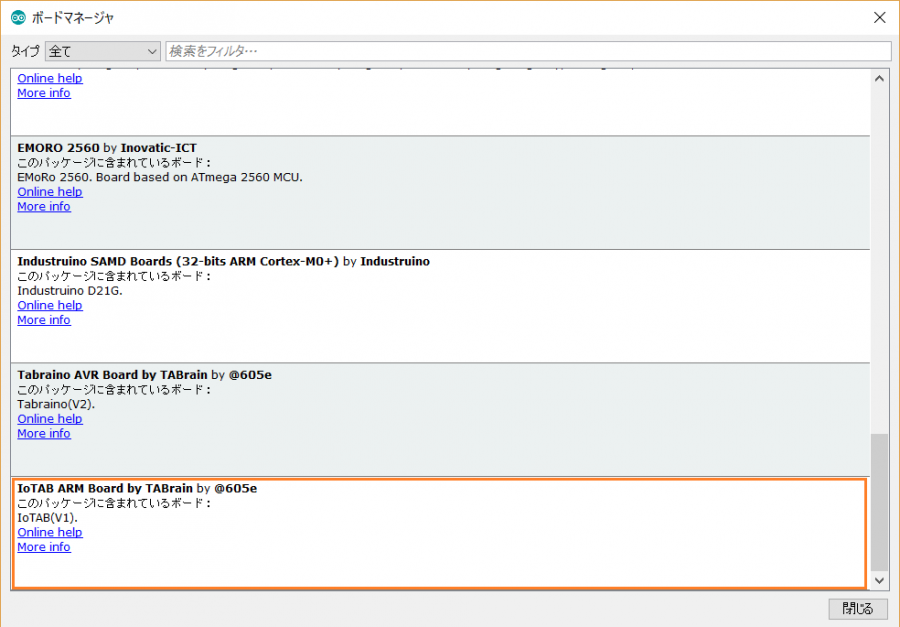 ボードマネージャ
タイプ 全て 検索をフィルタ…
Online help
More info
EMORO 2560 by Inovatic-ICT
このパッケージに含まれているボード：
EMoRo 2560. Board based on ATmega 2560 MCU.
Online help
More info
Industruino SAMD Boards (32-bits ARM Cortex-M0+) by Industruino
このパッケージに含まれているボード：
Industruino D21G.
Online help
More info
Tabraino AVR Board by TABrain by @605e
このパッケージに含まれているボード：
Tabraino(V2).
Online help
More info
IoTAB ARM Board by TABrain by @605e
このパッケージに含まれているボード：
IoTAB(V1).
Online help
More info
閉じる